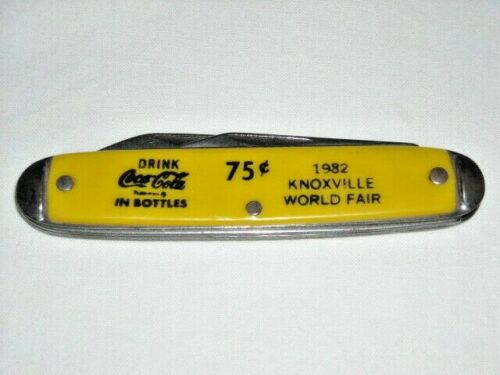 DRINK
Coca-Cola
IN BOTTLES
75¢
1982
KNOXVILLE
WORLD FAIR